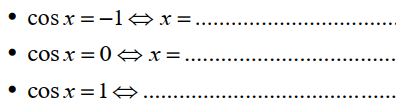 • cos x = −1 ⇔ x = ....................................
• cos x = 0 ⇔ x = ......................................
• cos x = 1 ⇔ .............................................